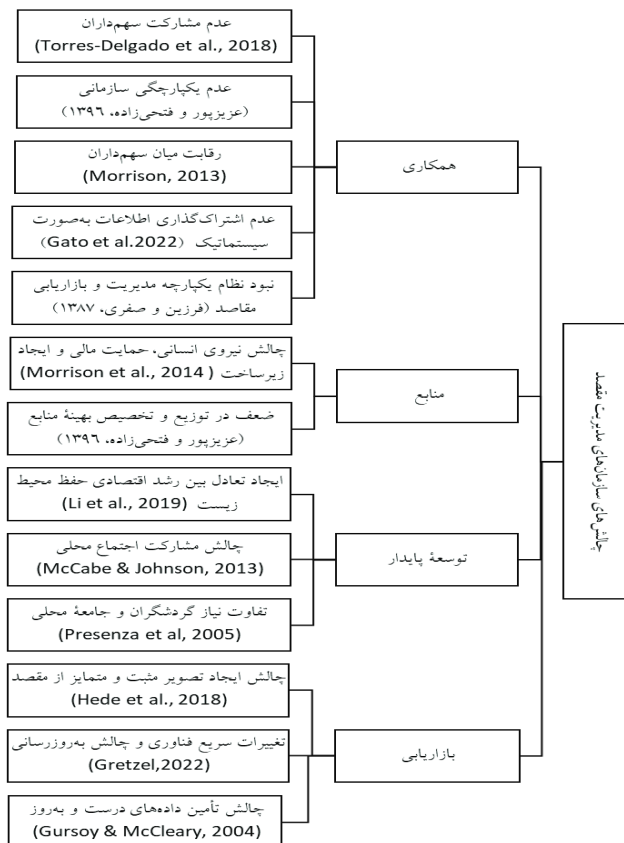 چالش‌های سازمان‌های مدیریت مقصد
همکاری
عدم مشارکت سهم‌داران
(Torres-Delgado et al., 2018)
عدم یکپارچگی سازمانی
(عزیزپور و فتحی‌زاده، ۱۳۹۶)
رقابت میان سهم‌داران
(Morrison, 2013)
عدم اشتراک‌گذاری اطلاعات به‌صورت
سیستماتیک (Gato et al.2022)
نبود نظام یکپارچه مدیریت و بازاریابی
مقاصد (فرزین و صفری، ۱۳۸۷)
منابع
چالش نیروی انسانی، حمایت مالی و ایجاد
زیرساخت (Morrison et al., 2014 )
ضعف در توزیع و تخصیص بهینهٔ منابع
(عزیزپور و فتحی‌زاده، ۱۳۹۶)
توسعهٔ پایدار
ایجاد تعادل بین رشد اقتصادی حفظ محیط
زیست (Li et al., 2019)
چالش مشارکت اجتماع محلی
(McCabe & Johnson, 2013)
تفاوت نیاز گردشگران و جامعهٔ محلی
(Presenza et al, 2005)
بازاریابی
چالش ایجاد تصویر مثبت و متمایز از مقصد
(Hede et al., 2018)
تغییرات سریع فناوری و چالش به‌روزرسانی
(Gretzel,2022)
چالش تأمین داده‌های درست و به‌روز
(Gursoy & McCleary, 2004)